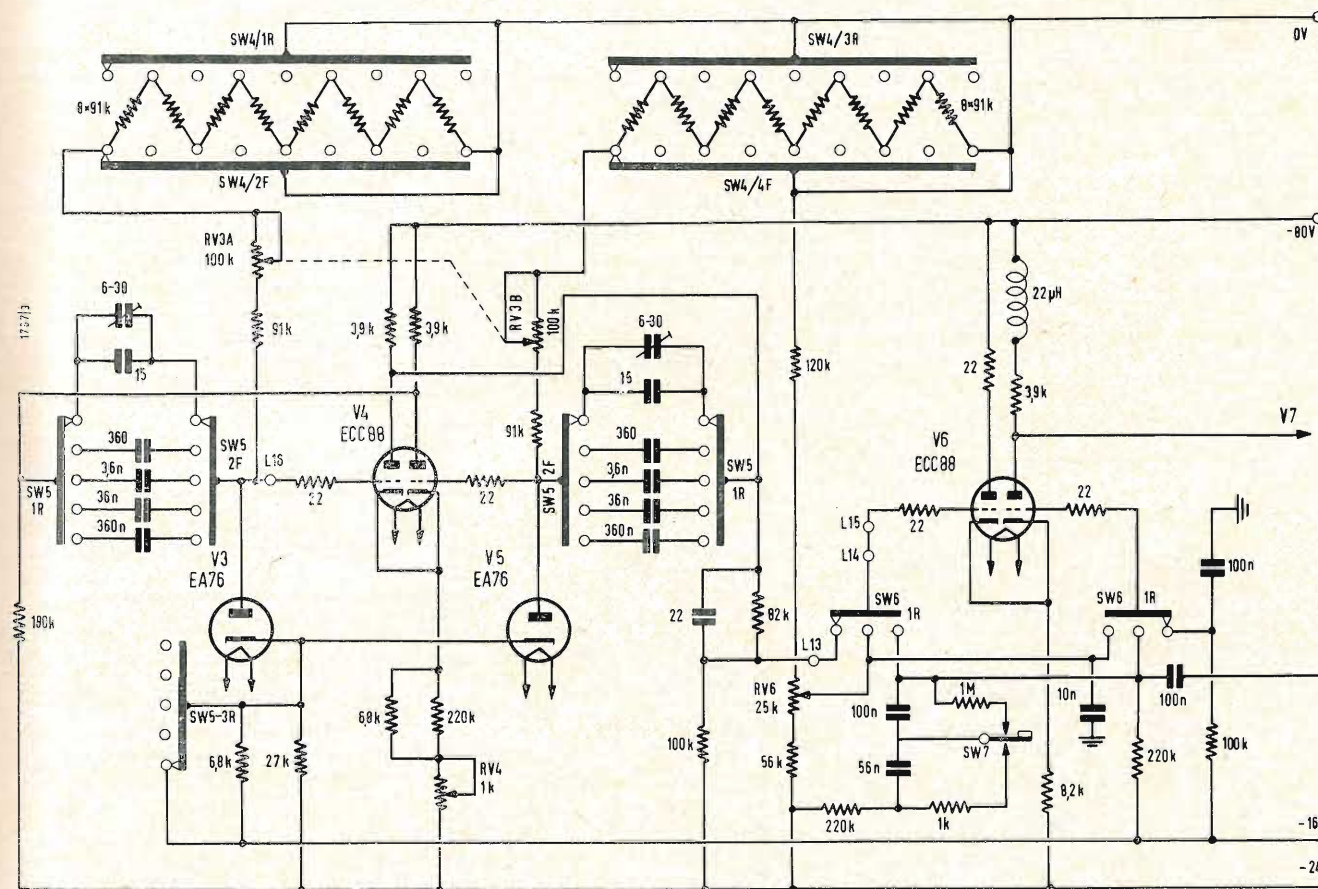 SW4/1R
SW4/3R
0V
8×91k
8×91k
SW4/2F
SW4/4F
-80V
RV3A
100k
6-30
22µH
91k
3,9k
3,9k
RV3B
100k
6-30
15
120k
22
3,9k
15
V4
ECC88
91k
V7
360
SW5
2F
L16
360
V6
ECC88
3,6n
3,6n
SW5
1R
36n
22
22
SW5 2F
36n
SW5
1R
22
360n
360n
L15
22
V3
EA76
V5
EA76
L14
100n
190k
22
82k
SW6
1R
SW6
1R
L13
SW5-3R
6,8k
220k
RV6
25k
100n
1M
10n
100n
6,8k
27k
RV4
1k
100k
56k
56n
SW7
8,2k
220k
100k
220k
1k
-16